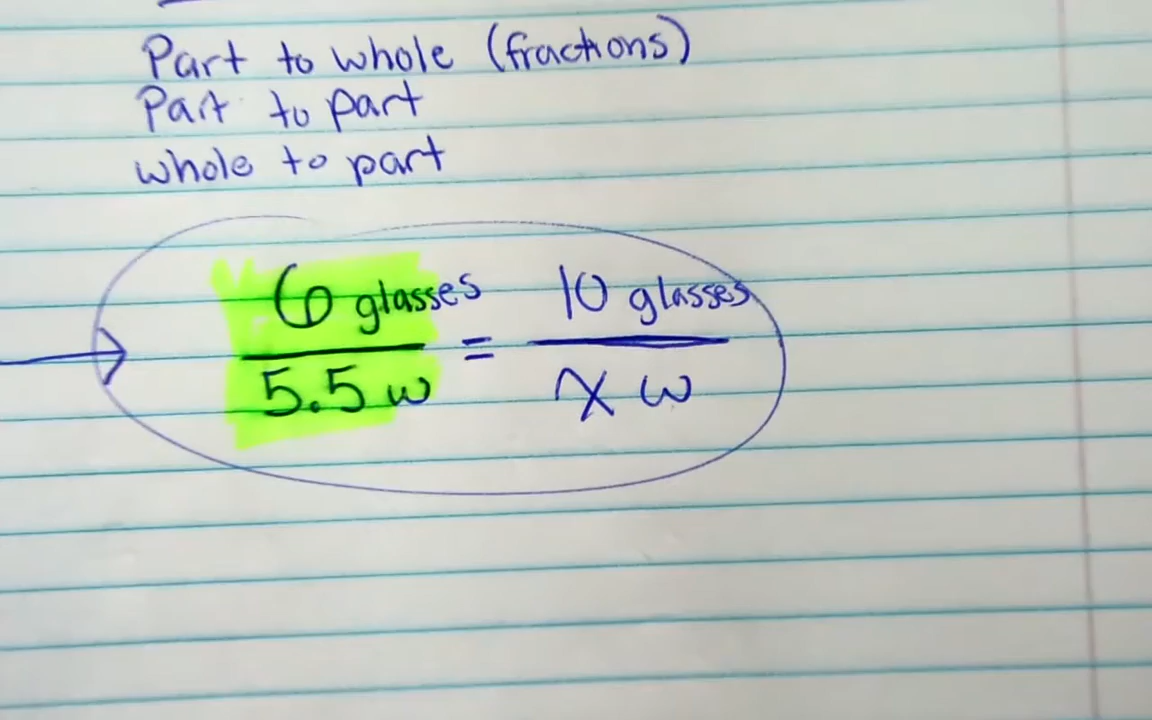 Part to whole (fractions)
Part to part
whole to part
6 glasses = 10 glasses
5.5 w x w